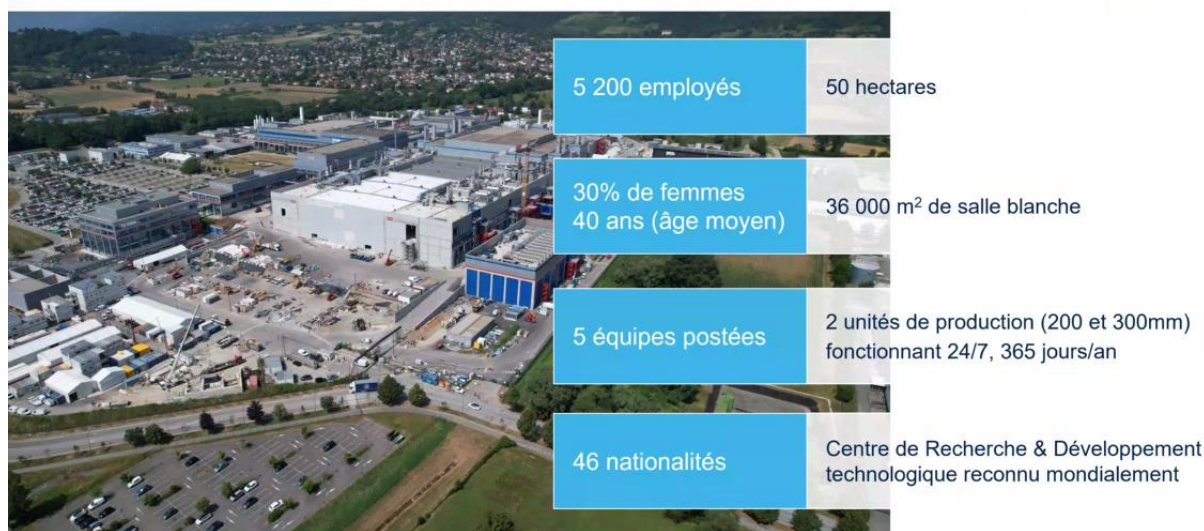 5 200 employés
50 hectares
30% de femmes
40 ans (âge moyen)
36 000 m² de salle blanche
5 équipes postées
2 unités de production (200 et 300mm)
fonctionnant 24/7, 365 jours/an
46 nationalités
Centre de Recherche & Développement
technologique reconnu mondialement